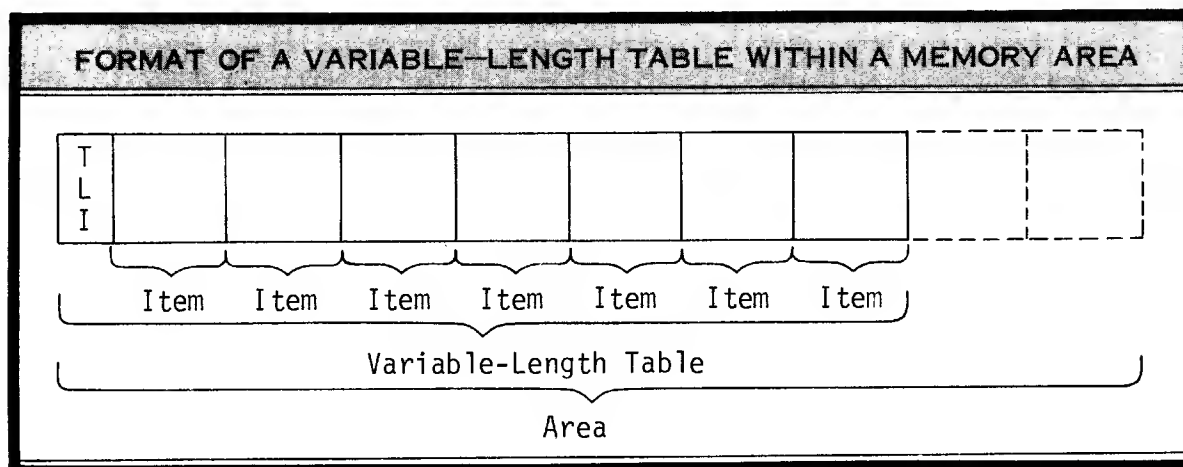 FORMAT OF A VARIABLE-LENGTH TABLE WITHIN A MEMORY AREA
T
L
I
Item Item Item Item Item Item Item
Variable-Length Table
Area